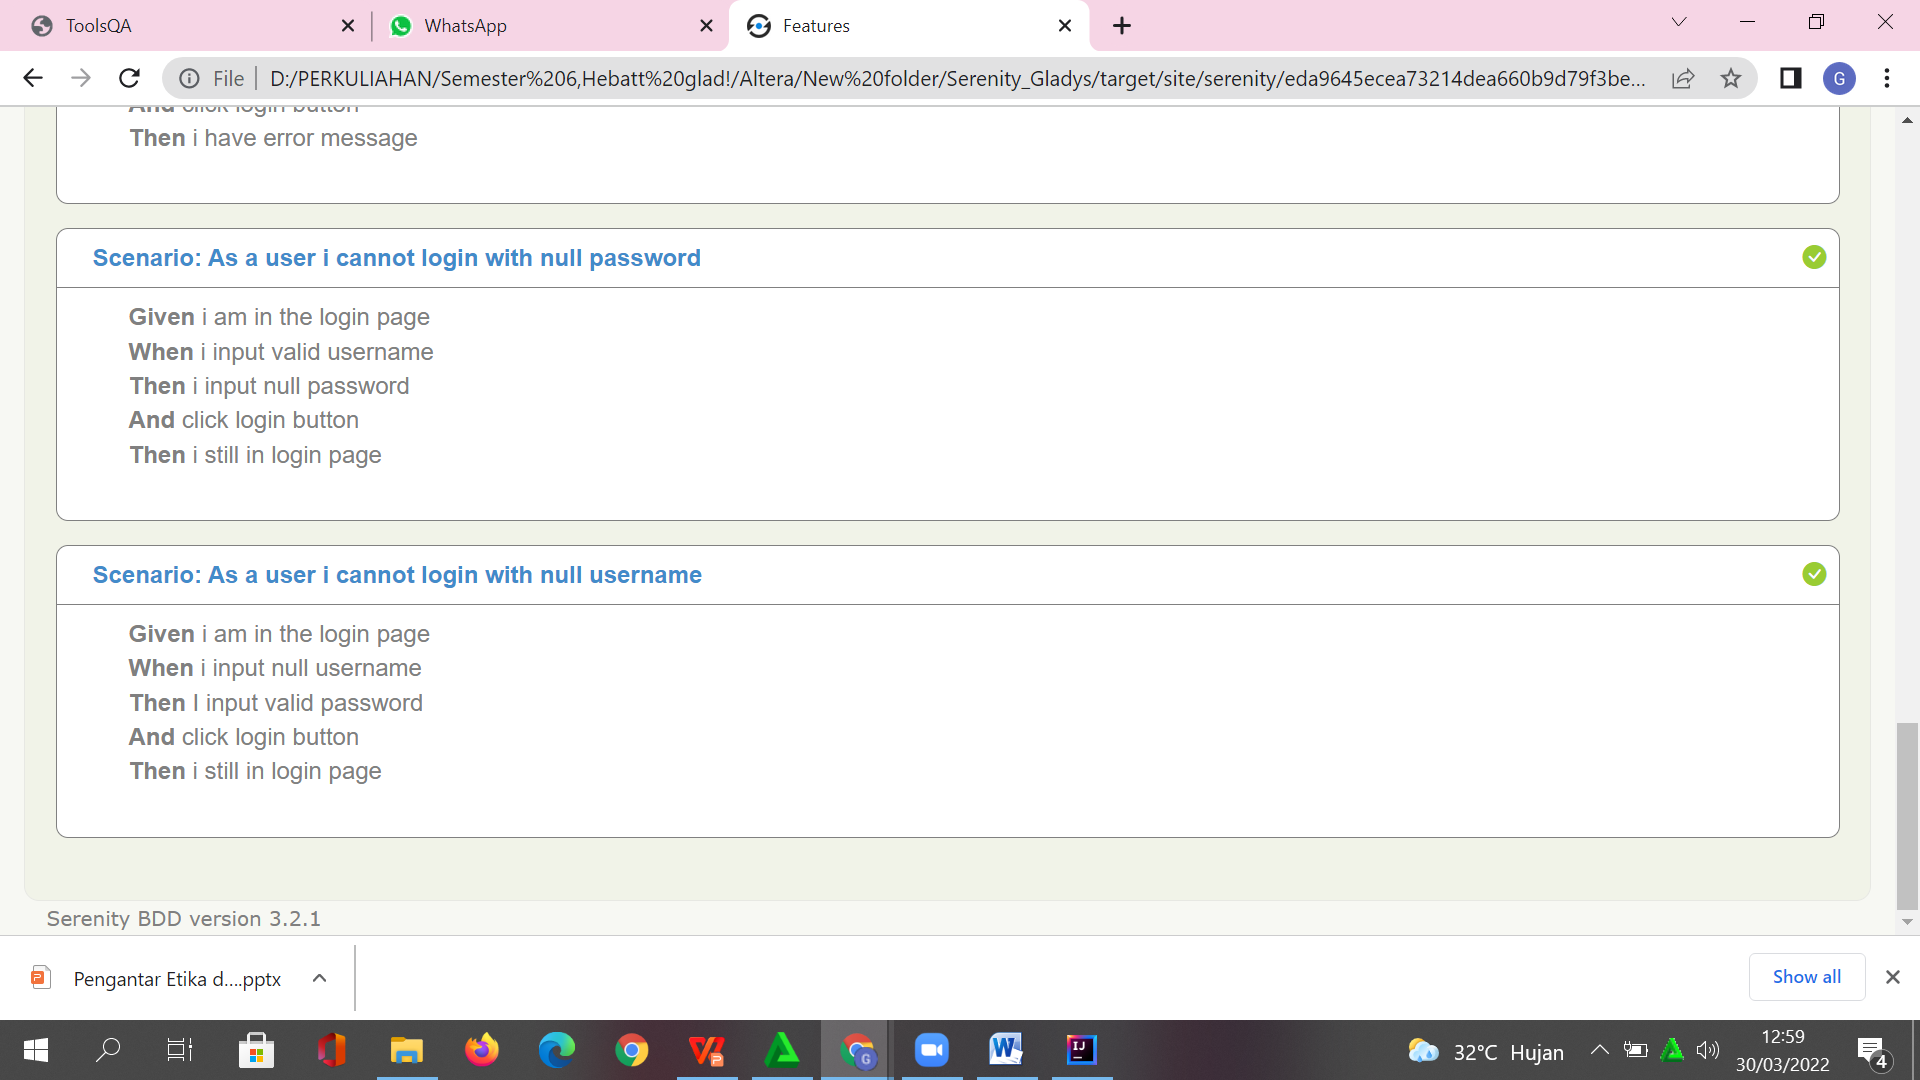 ToolsQA
WhatsApp
Features
File
D:/PERKULIAHAN/Semester%206,Hebatt%20glad!/Altera/New%20folder/Serenity_Gladys/target/site/serenity/eda9645ecea73214dea660b9d79f3be...
G
And click login button
Then i have error message
Scenario: As a user i cannot login with null password
Given i am in the login page
When i input valid username
Then i input null password
And click login button
Then i still in login page
Scenario: As a user i cannot login with null username
Given i am in the login page
When i input null username
Then I input valid password
And click login button
Then i still in login page
Serenity BDD version 3.2.1
Pengantar Etika d....pptx
Show all
32°C Hujan
12:59
30/03/2022
4